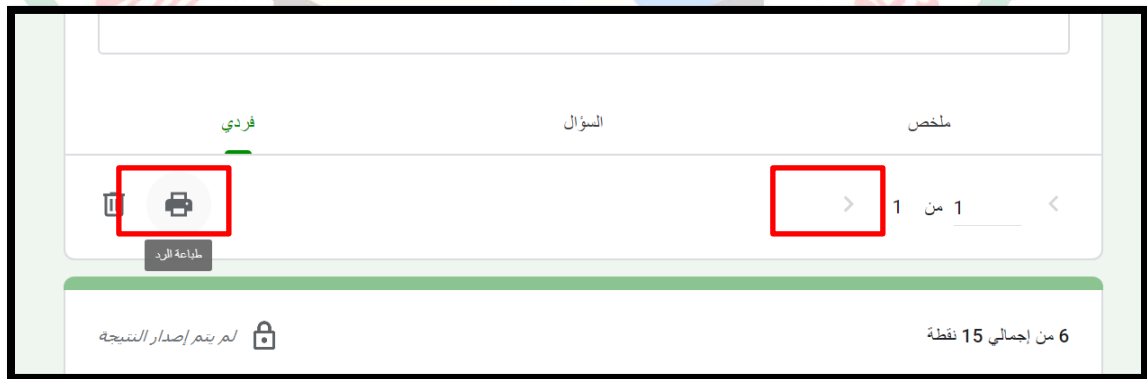 ملخص
السؤال
فردي
1 من 1
طباعة الرد
6 من إجمالي 15 نقطة
لم يتم إصدار النتيجة